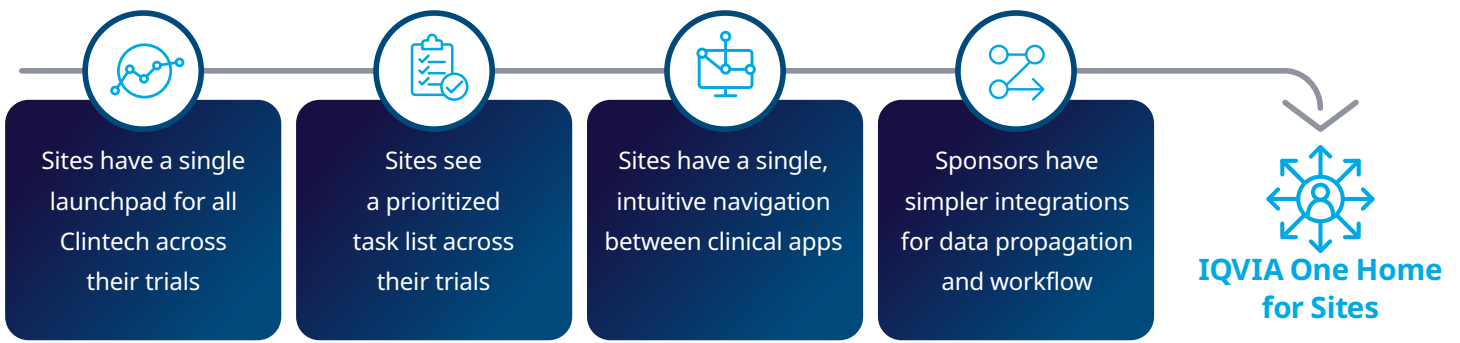 Sites have a single
launchpad for all
Clintech across
their trials
Sites see
a prioritized
task list across
their trials
Sites have a single,
intuitive navigation
between clinical apps
Sponsors have
simpler integrations
for data propagation
and workflow
IQVIA One Home
for Sites